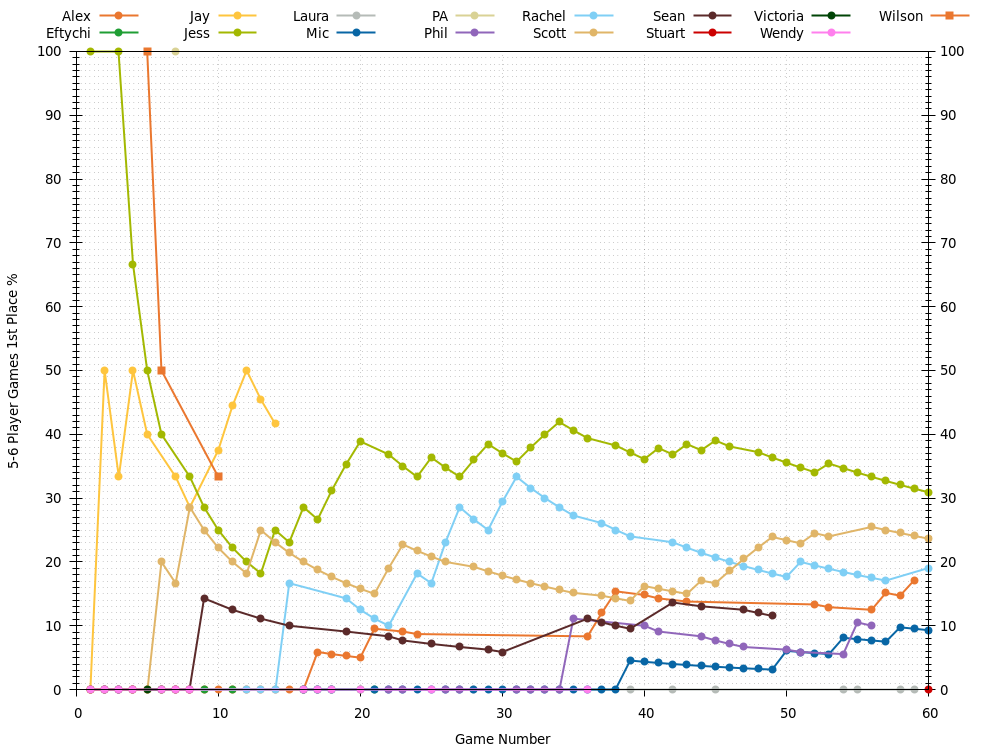 Alex Jay Laura PA Rachel Sean Victoria Wilson
Eftychi Jess Mic Phil Scott Stuart Wendy
100 100
90 90
80 80
70 70
60 60
50 50
40 40
30 30
20 20
10 10
0 0
5-6 Player Games 1st Place %
0 10 20 30 40 50 60
Game Number